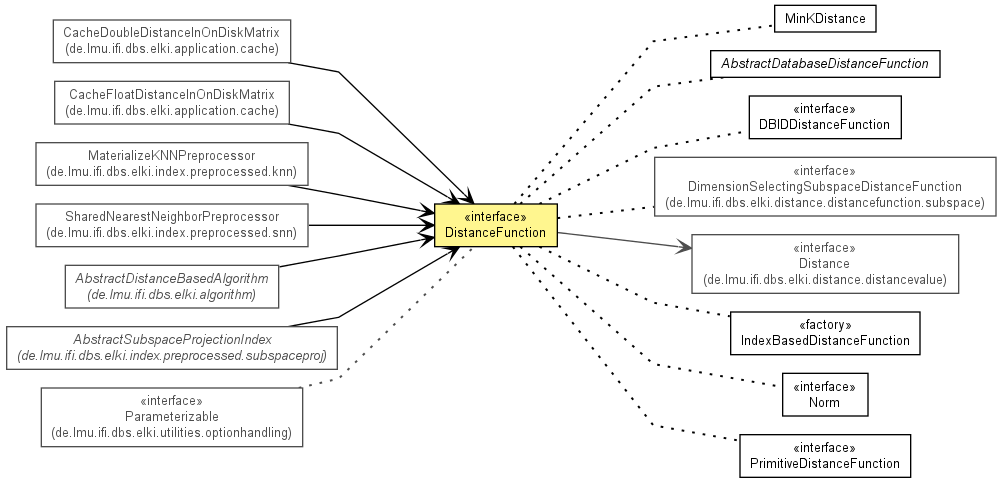 CacheDoubleDistanceInOnDiskMatrix
(de.lmu.ifi.dbs.elki.application.cache)
CacheFloatDistanceInOnDiskMatrix
(de.lmu.ifi.dbs.elki.application.cache)
MaterializeKNNPreprocessor
(de.lmu.ifi.dbs.elki.index.preprocessed.knn)
SharedNearestNeighborPreprocessor
(de.lmu.ifi.dbs.elki.index.preprocessed.snn)
AbstractDistanceBasedAlgorithm
(de.lmu.ifi.dbs.elki.algorithm)
AbstractSubspaceProjectionIndex
(de.lmu.ifi.dbs.elki.index.preprocessed.subspaceproj)
«interface»
Parameterizable
(de.lmu.ifi.dbs.elki.utilities.optionhandling)
«interface»
DistanceFunction
MinKDistance
AbstractDatabaseDistanceFunction
«interface»
DBIDDistanceFunction
«interface»
DimensionSelectingSubspaceDistanceFunction
(de.lmu.ifi.dbs.elki.distance.distancefunction.subspace)
«interface»
Distance
(de.lmu.ifi.dbs.elki.distance.distancevalue)
«factory»
IndexBasedDistanceFunction
«interface»
Norm
«interface»
PrimitiveDistanceFunction